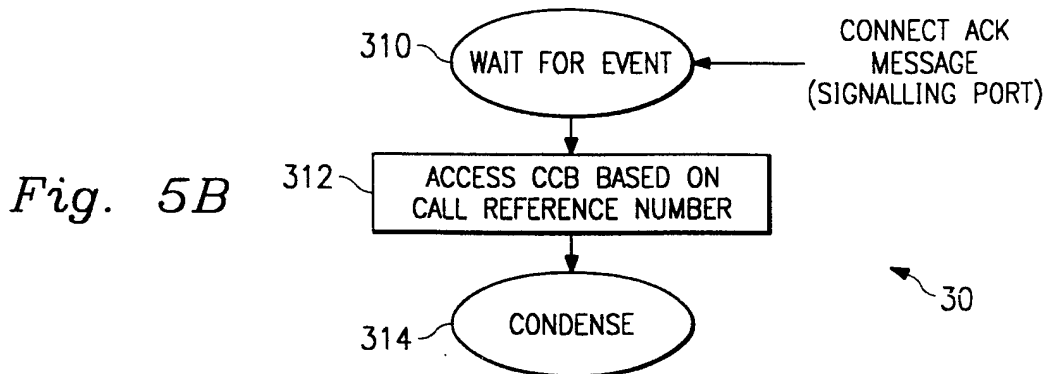 310
WAIT FOR EVENT
CONNECT ACK
MESSAGE
(SIGNALLING PORT)
Fig. 5B
312
ACCESS CCB BASED ON
CALL REFERENCE NUMBER
30
314
CONDENSE